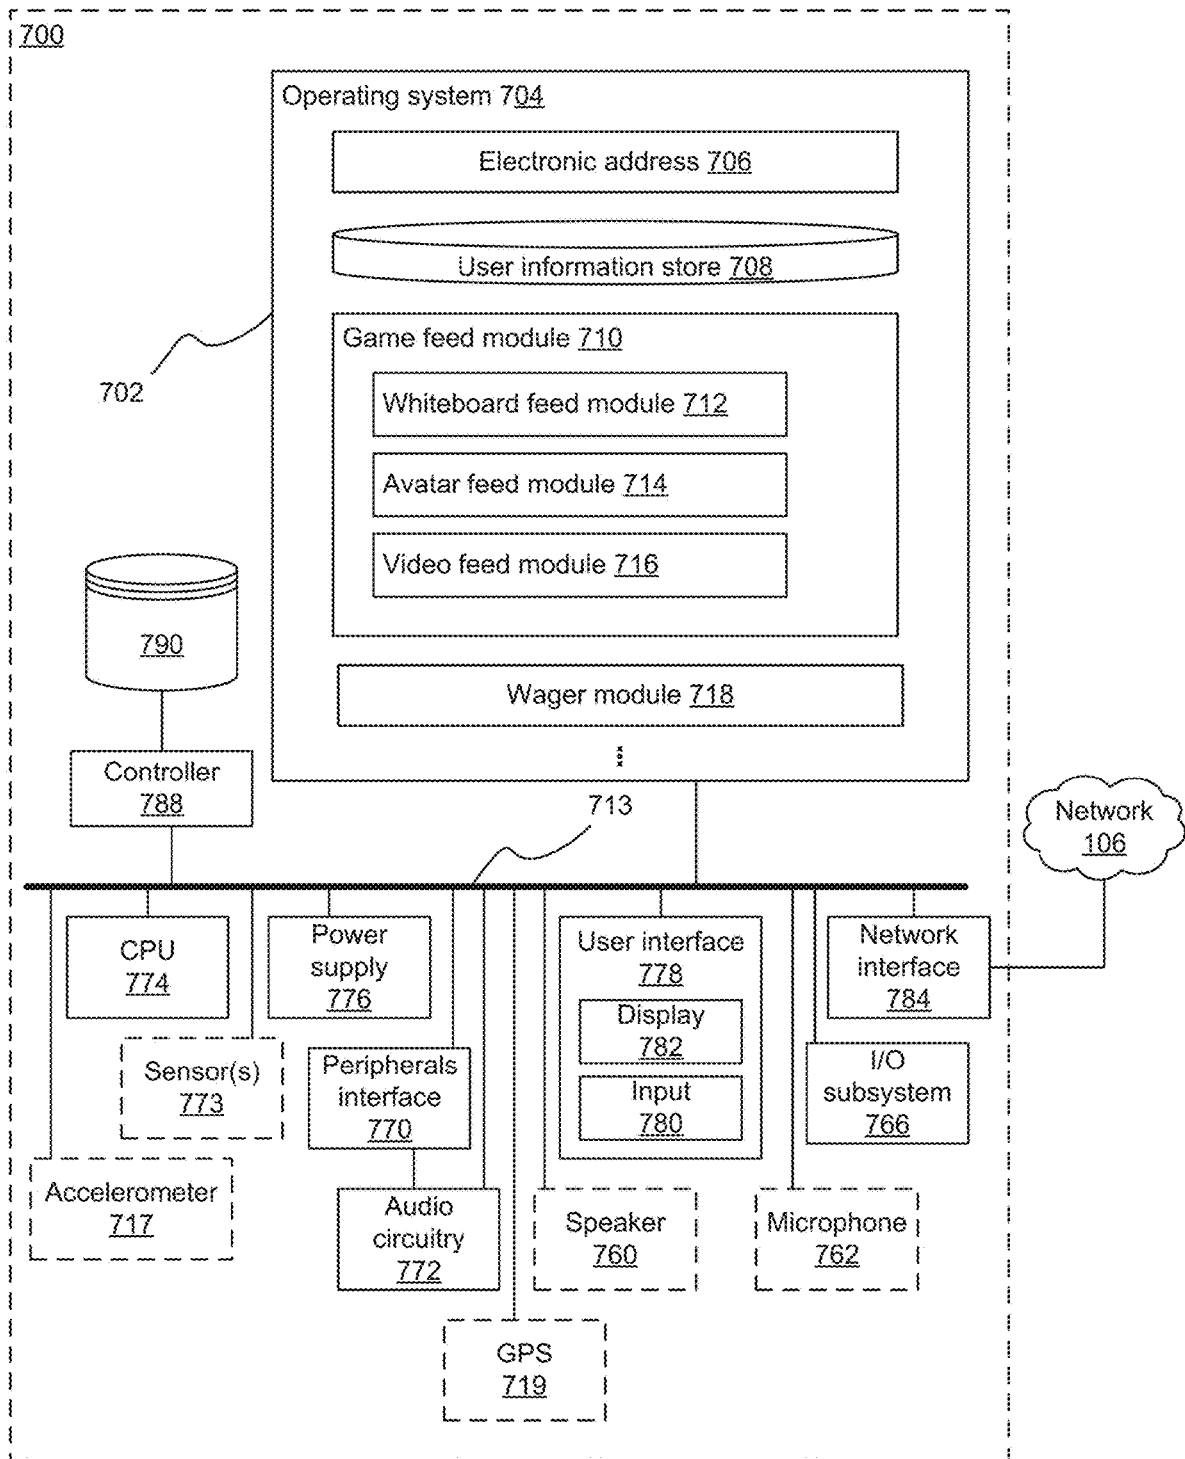 700
Operating system 704
Electronic address 706
User information store 708
Game feed module 710
Whiteboard feed module 712
702
Avatar feed module 714
Video feed module 716
790
Wager module 718
Controller
788
713
Network
106
CPU
774
Power
supply
776
User interface
778
Display
782
Input
780
Network
interface
784
Sensor(s)
773
Peripherals
interface
770
I/O
subsystem
766
Accelerometer
717
Audio
circuitry
772
Speaker
760
Microphone
762
GPS
719